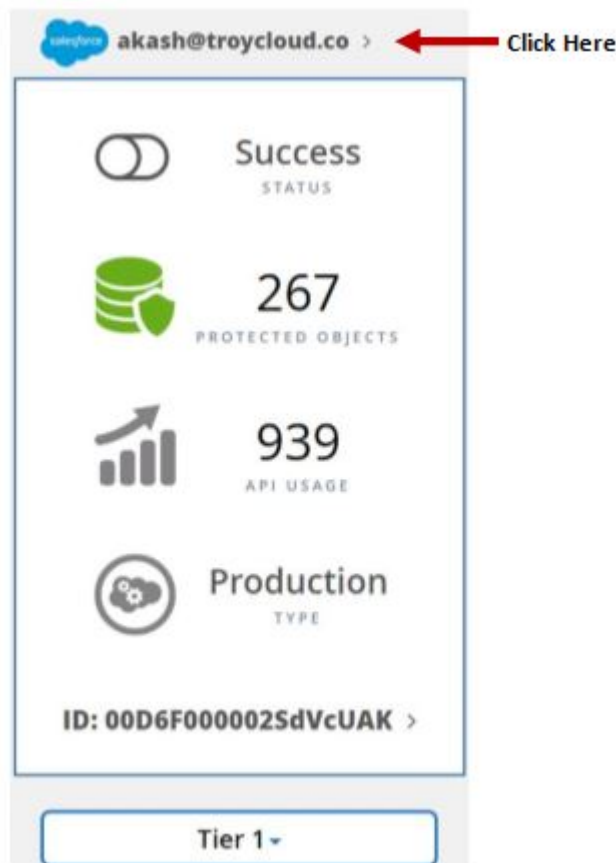 salesforce akash@troycloud.co >
Click Here
Success
STATUS
267
PROTECTED OBJECTS
939
API USAGE
Production
TYPE
ID: 00D6F000002SdVcUAK >
Tier 1